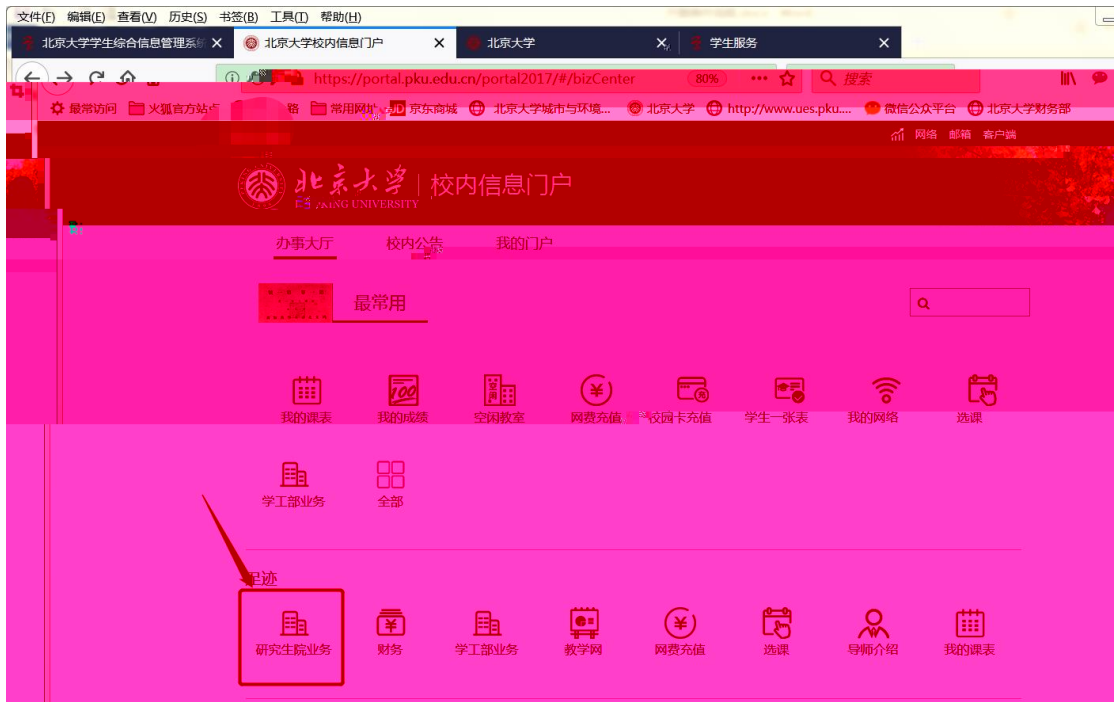 文件(F) 编辑(E) 查看(V) 历史(S) 书签(B) 工具(T) 帮助(H)
北京大学学生综合信息管理系统 北京大学校内信息门户 北京大学 学生服务
https://portal.pku.edu.cn/portal2017/#/bizCenter 80% 搜索
最常访问 火狐官方站点 常用网址 JD 京东商城 北京大学城市与环境... 北京大学 http://www.ues.pku.... 微信公众平台 北京大学财务部
网络 邮箱 客户端
北京大学 校内信息门户
PEKING UNIVERSITY
办事大厅 校内公告 我的门户
最常用
我的课表 我的成绩 空闲教室 网费充值 校园卡充值 学生一张表 我的网络 选课
学工部业务 全部
足迹
研究生院业务 财务 学工部业务 教学网 网费充值 选课 导师介绍 我的课表